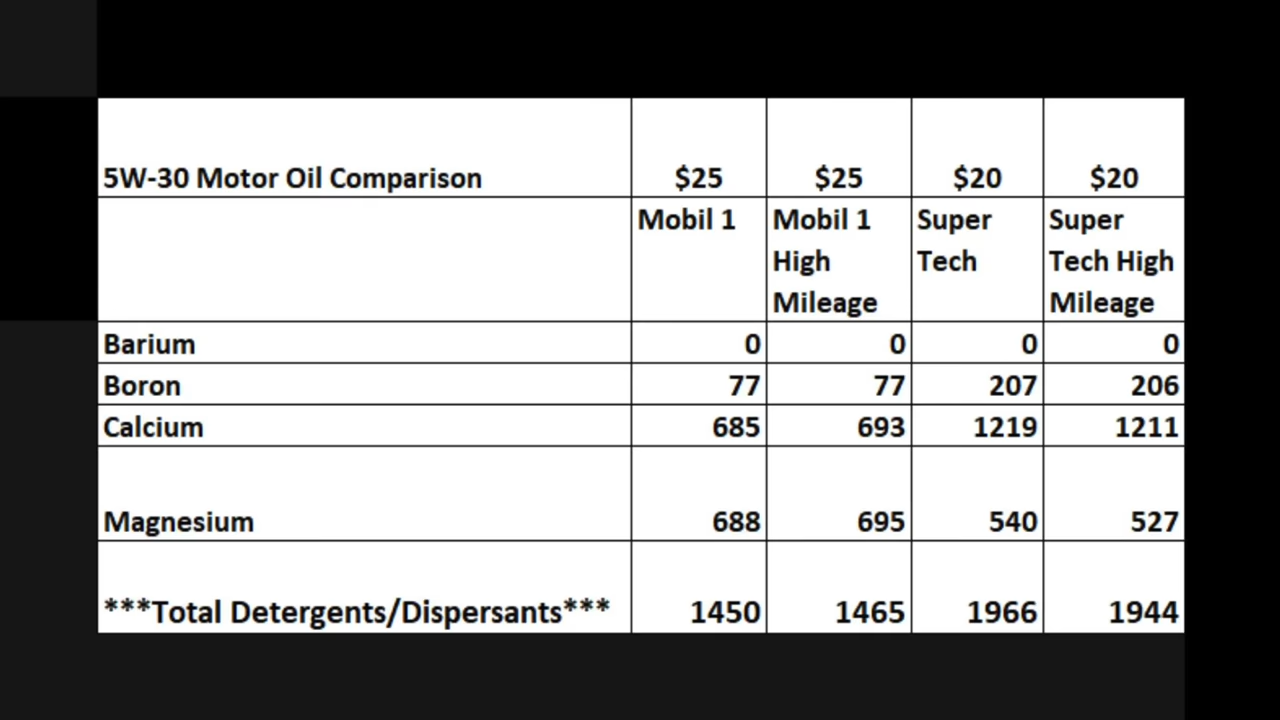 5W-30 Motor Oil Comparison $25 $25 $20 $20
Mobil 1 Mobil 1 High Mileage Super Tech Super Tech High Mileage
Barium 0 0 0 0
Boron 77 77 207 206
Calcium 685 693 1219 1211
Magnesium 688 695 540 527
***Total Detergents/Dispersants*** 1450 1465 1966 1944